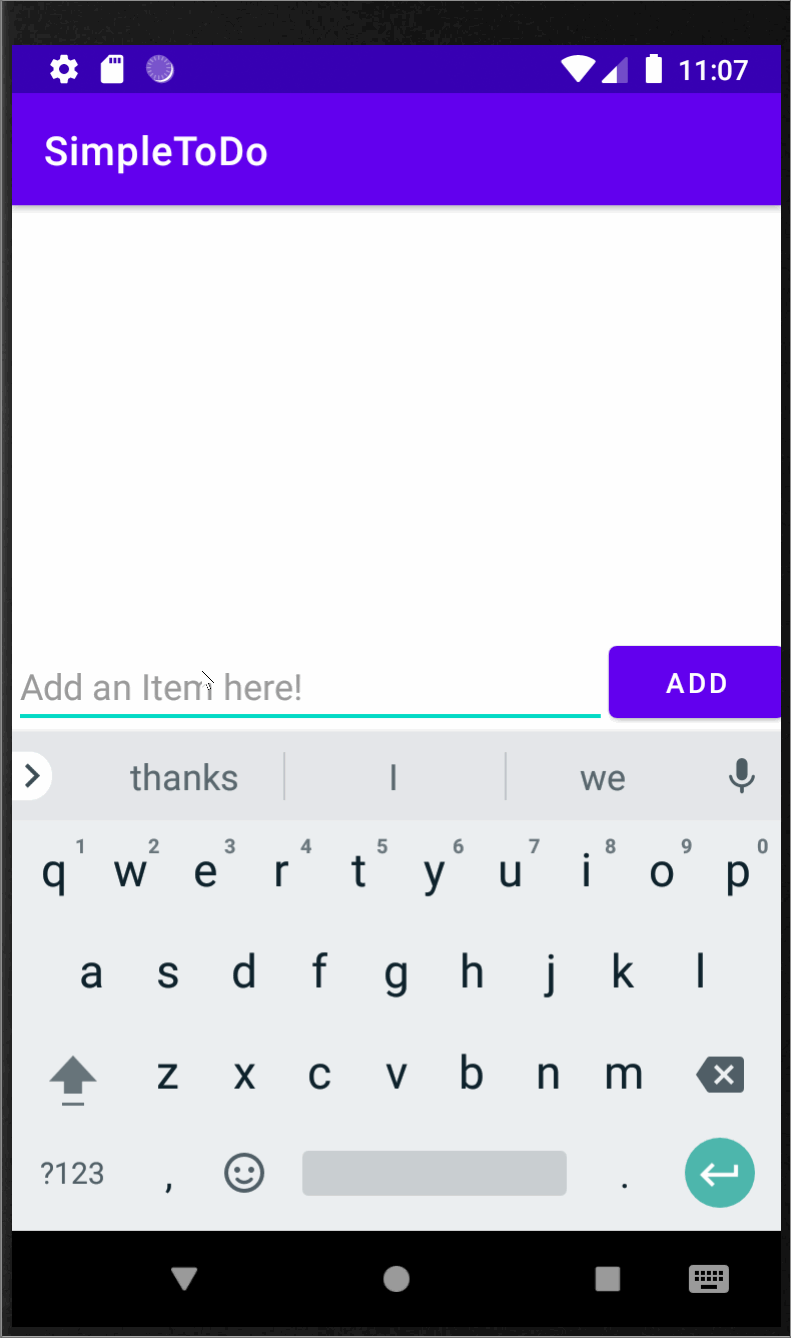 11:07
SimpleToDo
Add an Item here!
ADD
thanks I we
1 2 3 4 5 6 7 8 9 0
q w e r t y u i o p
a s d f g h j k l
z x c v b n m
?123 , .